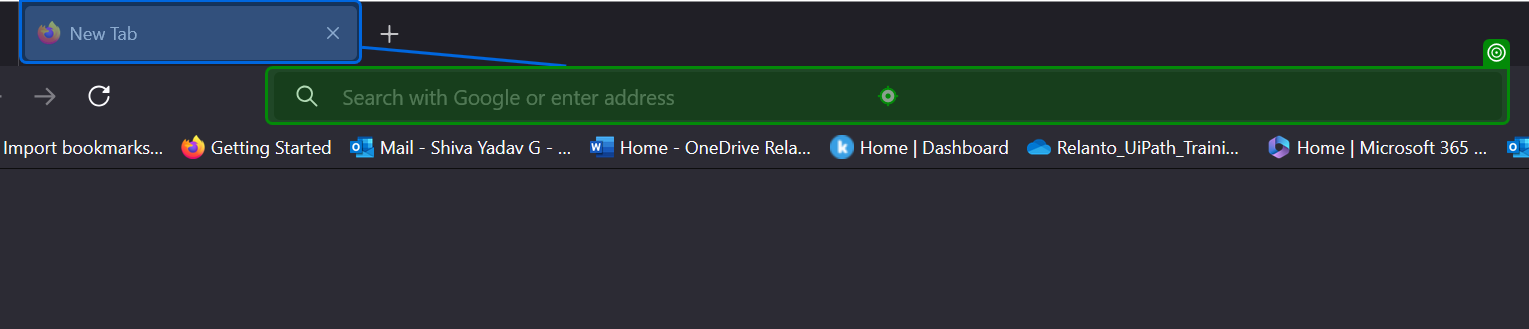 New Tab
Search with Google or enter address
Import bookmarks... Getting Started Mail - Shiva Yadav G - ... Home - OneDrive Rela... Home | Dashboard Relanto_UiPath_Traini... Home | Microsoft 365 ...